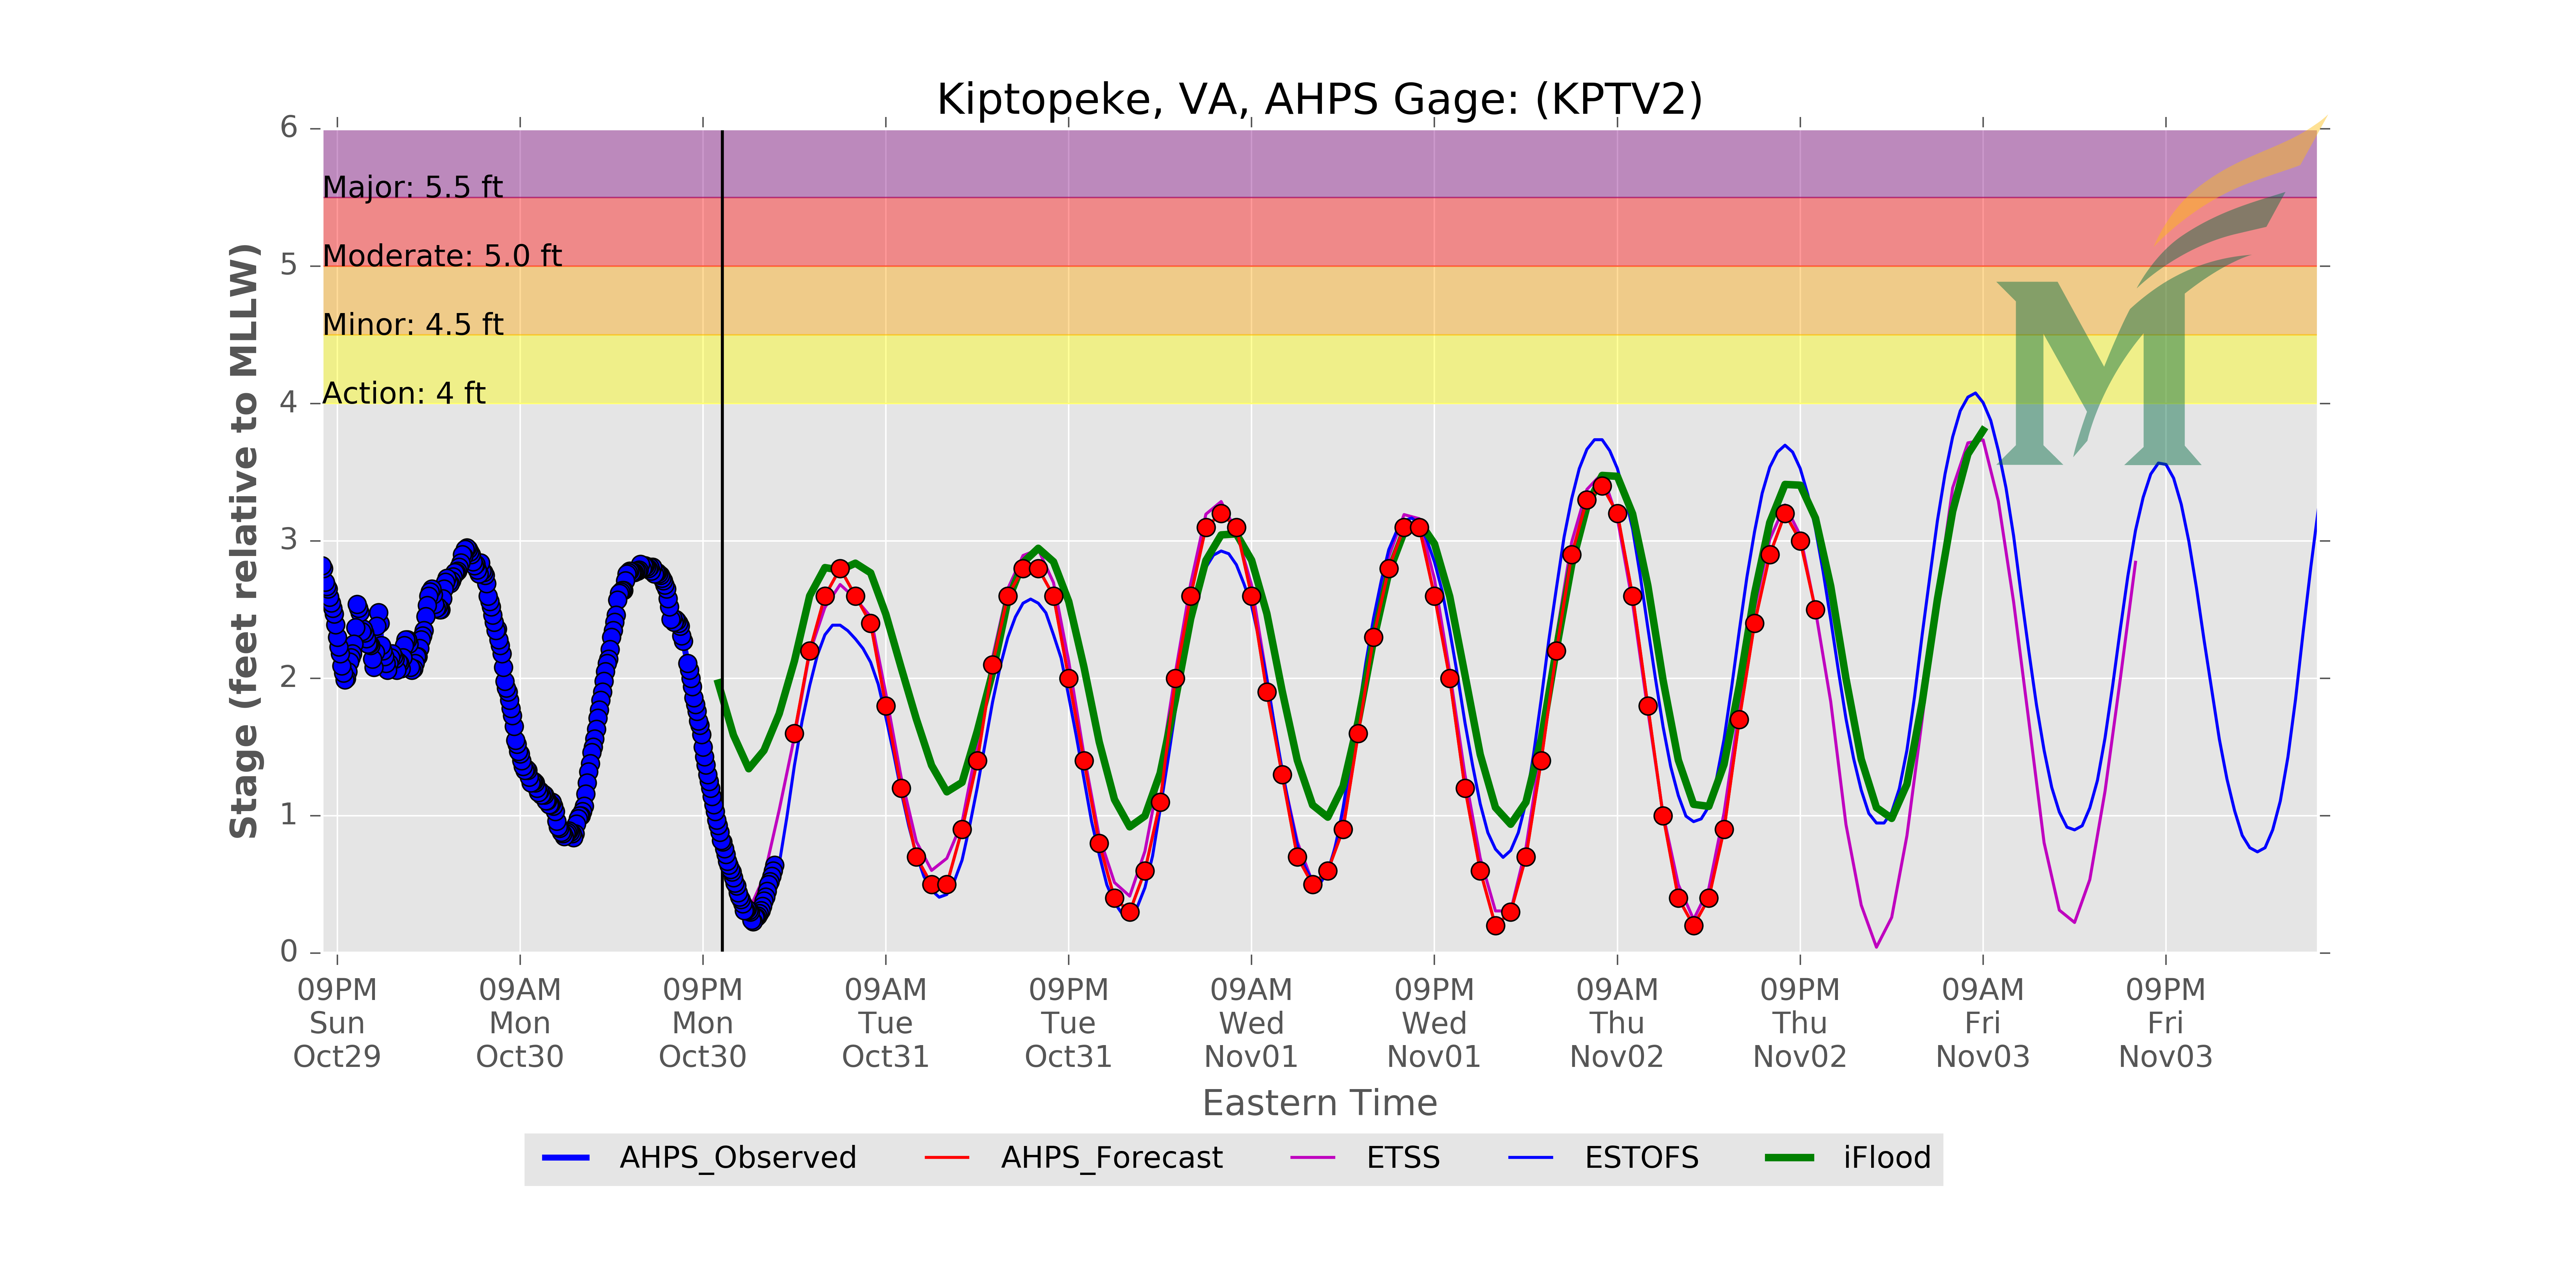 Kiptopeke, VA, AHPS Gage: (KPTV2)
6
Major: 5.5 ft
Moderate: 5.0 ft
5
Minor: 4.5 ft
Action: 4 ft
4
3
2
1
0
Stage (feet relative to MLLW)
M
09PM 09AM 09PM 09AM 09PM 09AM 09PM 09AM 09PM 09AM 09PM
Sun Mon Mon Tue Tue Wed Wed Thu Thu Fri Fri
Oct29 Oct30 Oct30 Oct31 Oct31 Nov01 Nov01 Nov02 Nov02 Nov03 Nov03
Eastern Time
AHPS_Observed AHPS_Forecast ETSS ESTOFS iFlood